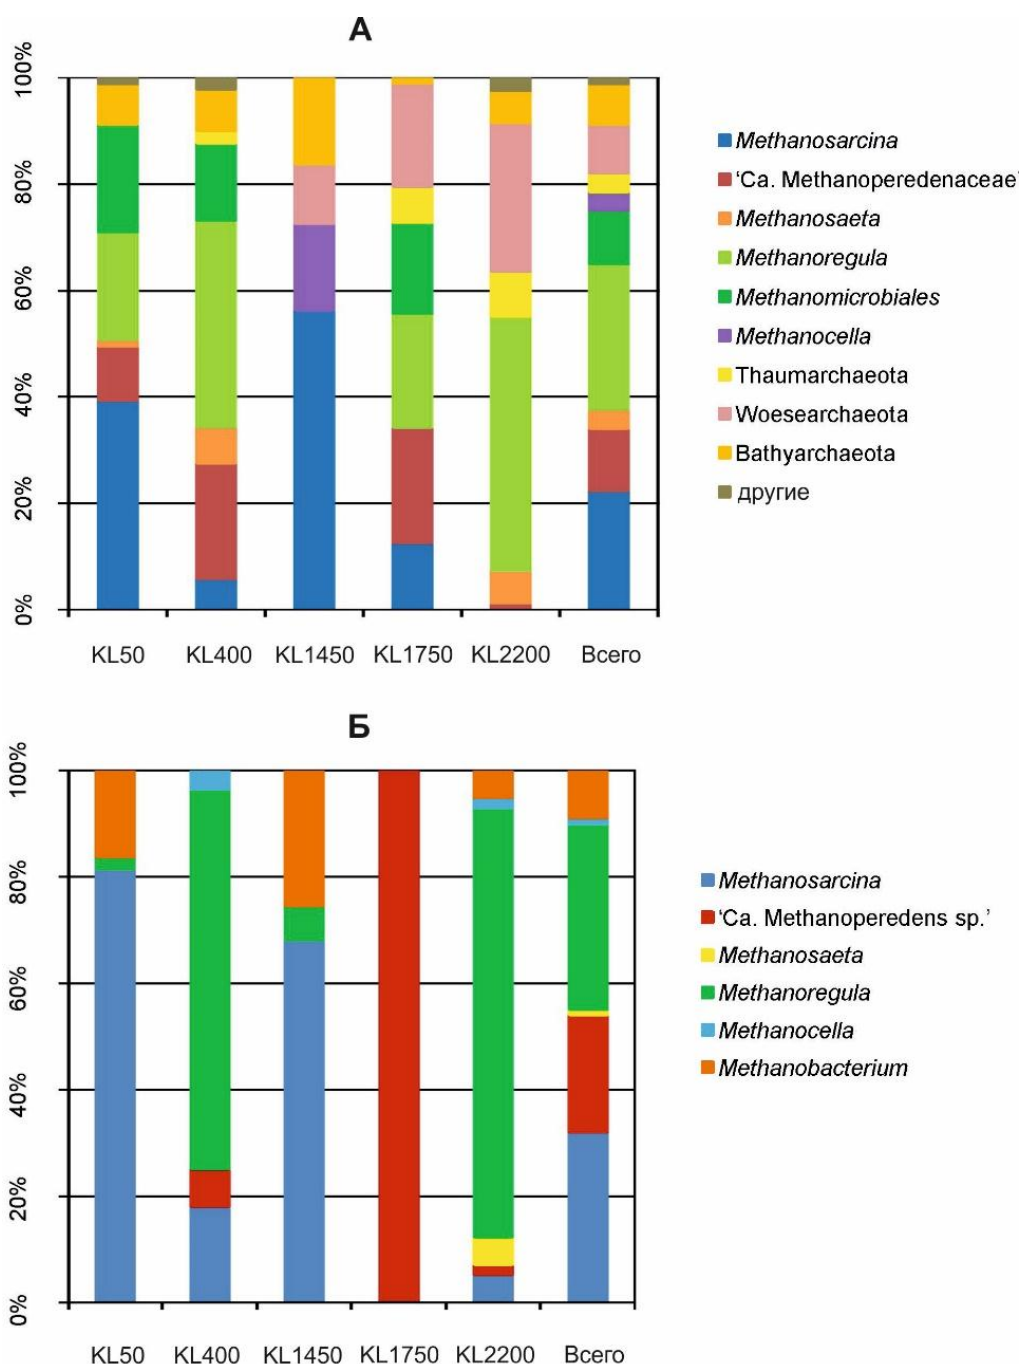 А
100%
80%
60%
40%
20%
0%
KL50 KL400 KL1450 KL1750 KL2200 Всего
Methanosarcina
‘Ca. Methanoperedenaceae’
Methanosaeta
Methanoregula
Methanomicrobiales
Methanocella
Thaumarchaeota
Woesearchaeota
Bathyarchaeota
другие
Б
100%
80%
60%
40%
20%
0%
KL50 KL400 KL1450 KL1750 KL2200 Всего
Methanosarcina
‘Ca. Methanoperedens sp.’
Methanosaeta
Methanoregula
Methanocella
Methanobacterium